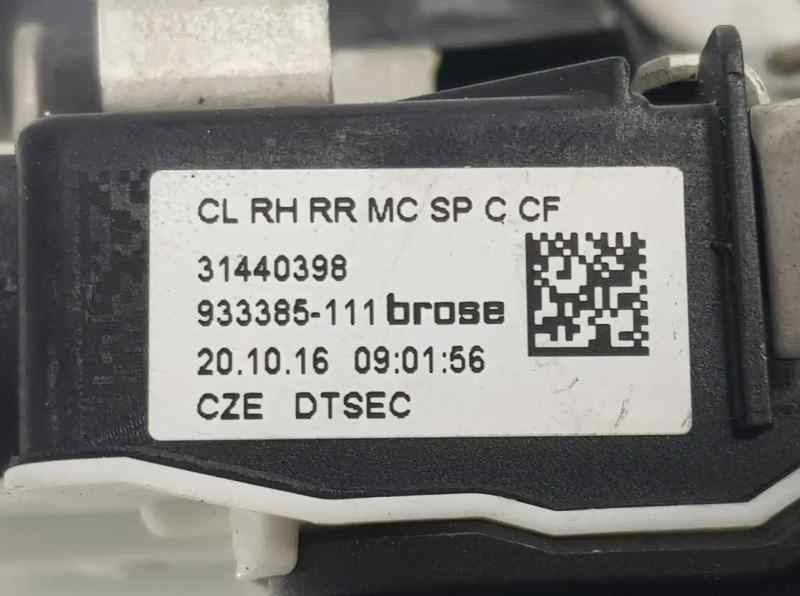 CL RH RR MC SP C CF
31440398
933385-111 brose
20.10.16 09:01:56
CZE DTSEC